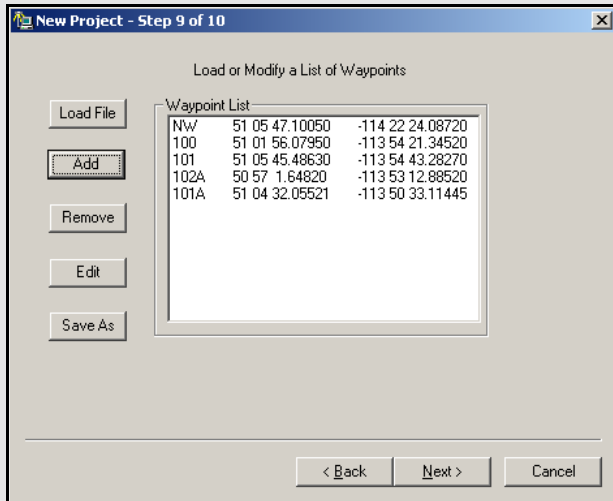 New Project - Step 9 of 10
Load or Modify a List of Waypoints
Load File
Add
Remove
Edit
Save As
Waypoint List
NW 51 05 47.10050 -114 22 24.08720
100 51 01 56.07950 -113 54 21.34520
101 51 05 45.48630 -113 54 43.28270
102A 50 57 1.64820 -113 53 12.88520
101A 51 04 32.05521 -113 50 33.11445
< Back
Next >
Cancel